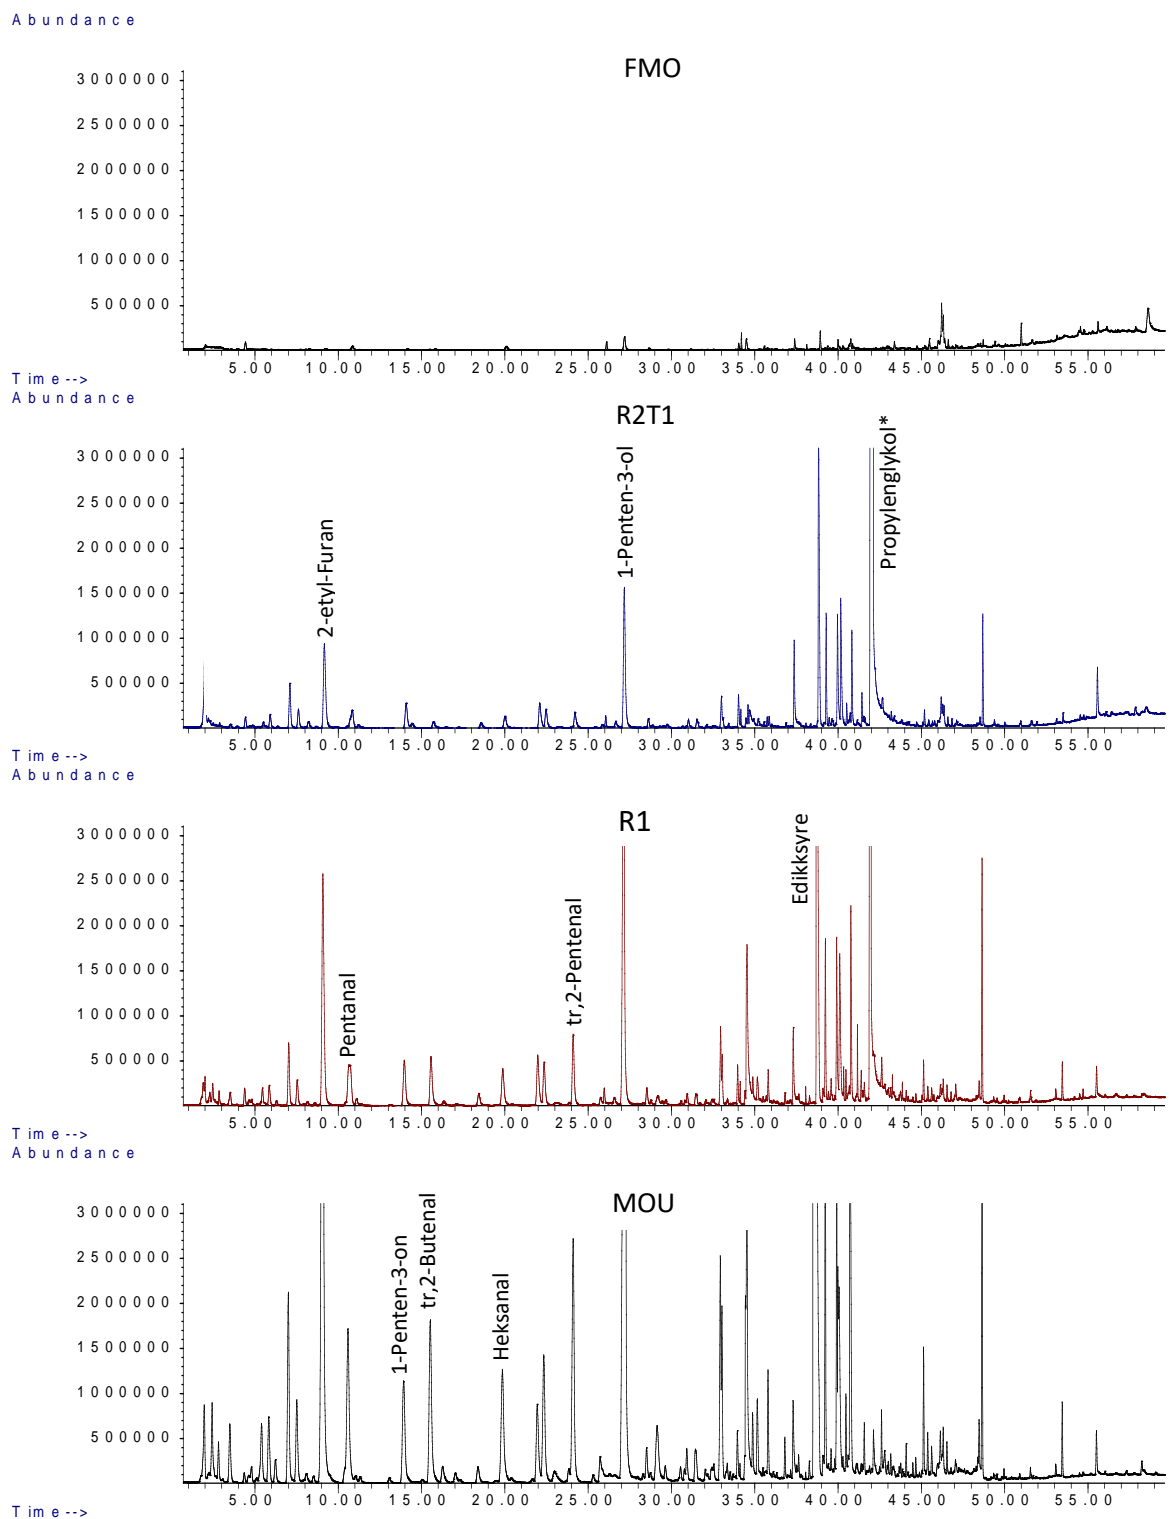 Abundance
FMO
3000000
2500000
2000000
1500000
1000000
500000
5.00 10.00 15.00 20.00 25.00 30.00 35.00 40.00 45.00 50.00 55.00
Time-->
Abundance
R2T1
3000000
2500000
2000000
1500000
1000000
500000
2-etyl-Furan
1-Penten-3-ol
Propylenglykol*
5.00 10.00 15.00 20.00 25.00 30.00 35.00 40.00 45.00 50.00 55.00
Time-->
Abundance
R1
3000000
2500000
2000000
1500000
1000000
500000
Pentanal
tr,2-Pentenal
Edikksyre
5.00 10.00 15.00 20.00 25.00 30.00 35.00 40.00 45.00 50.00 55.00
Time-->
Abundance
MOU
3000000
2500000
2000000
1500000
1000000
500000
1-Penten-3-on
tr,2-Butenal
Heksanal
5.00 10.00 15.00 20.00 25.00 30.00 35.00 40.00 45.00 50.00 55.00
Time-->